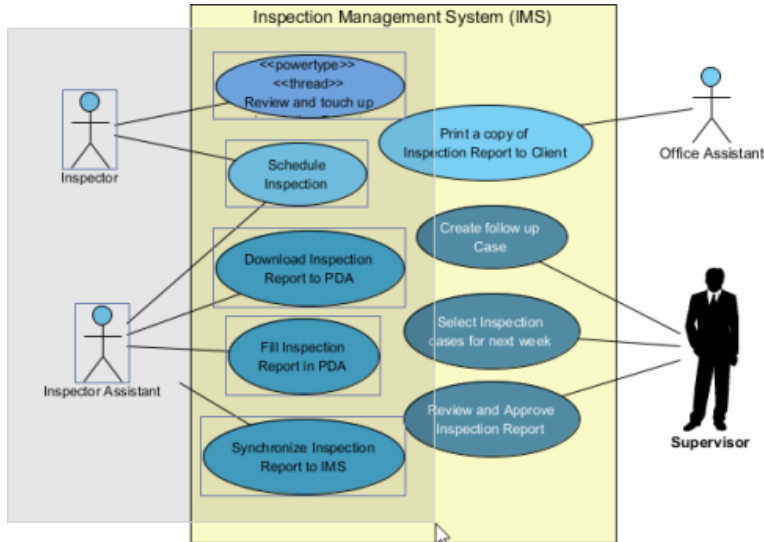 Inspection Management System (IMS)
<<powertype>>
<<thread>>
Review and touch up
Print a copy of
Inspection Report to Client
Office Assistant
Inspector
Schedule
Inspection
Create follow up
Case
Download Inspection
Report to PDA
Select Inspection
cases for next week
Fill Inspection
Report in PDA
Inspector Assistant
Review and Approve
Inspection Report
Supervisor
Synchronize Inspection
Report to IMS